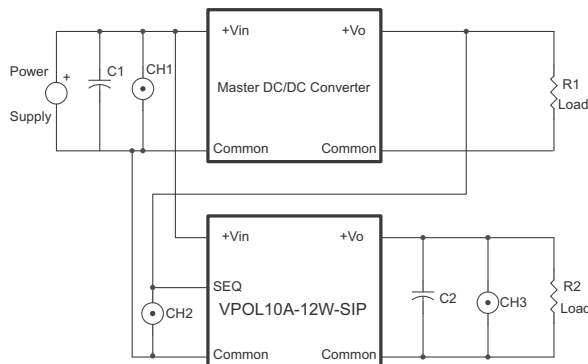 +Vin
+Vo
Power
+
Supply
C1
CH1
Master DC/DC Converter
R1
Load
Common
Common
+Vin
+Vo
SEQ
CH2
VPOL10A-12W-SIP
C2
CH3
R2
Load
Common
Common